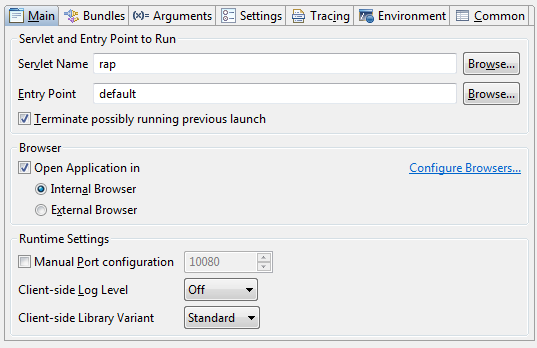 Main Bundles (x)= Arguments Settings Tracing Environment Common
Servlet and Entry Point to Run
Servlet Name rap Browse...
Entry Point default Browse...
Terminate possibly running previous launch
Browser
Open Application in Configure Browsers...
Internal Browser
External Browser
Runtime Settings
Manual Port configuration 10080
Client-side Log Level Off
Client-side Library Variant Standard